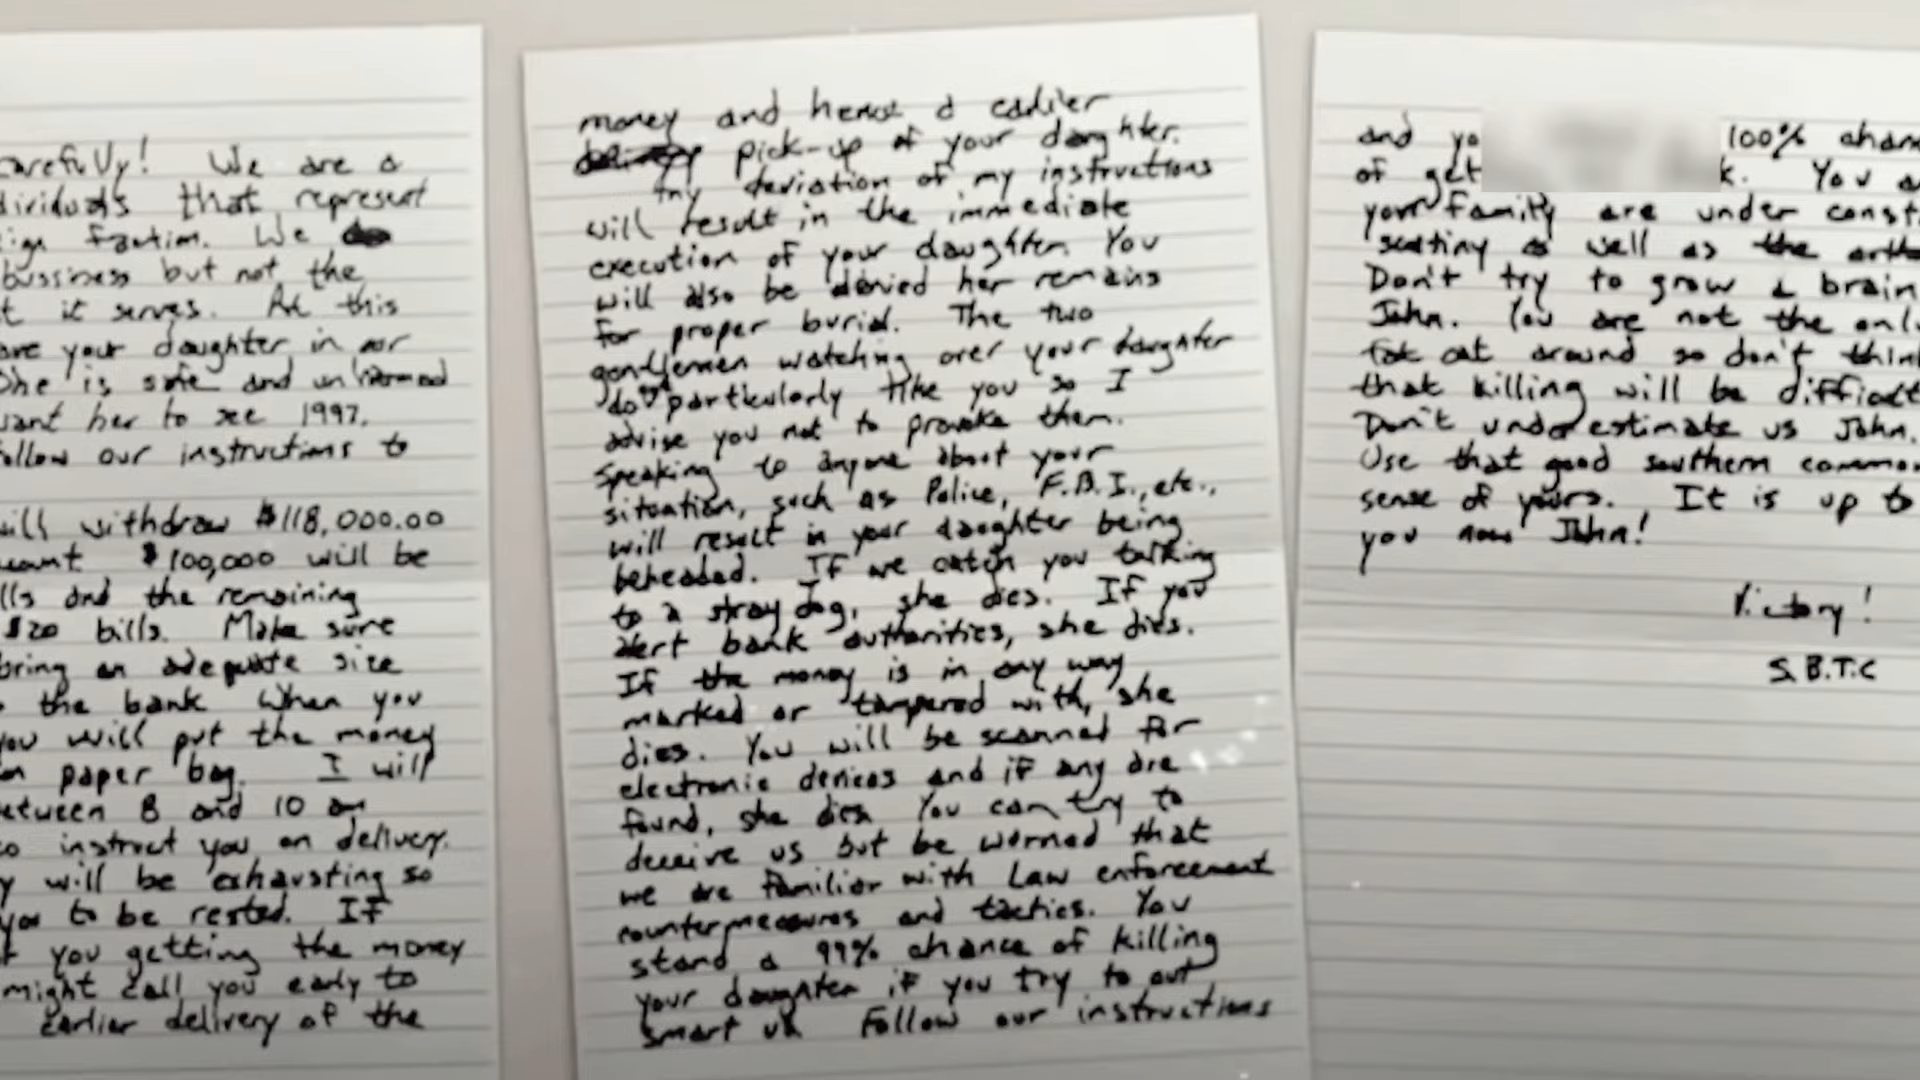 carefully! We are a
dividuals that represent
eign faction. We
bussiness but not the
t it serves. At this
ave your daughter in our
She is safe and unharmed
want her to see 1997,
follow our instructions to
will withdraw $118,000.00
ount $100,000 will be
lls and the remaining
$20 bills. Make sure
bring an adequate size
the bank When you
you will put the money
n paper bag. I will
between 8 and 10 am
to instruct you on delivery.
y will be exhausting so
you to be rested. If
you getting the money
might call you early to
earlier delivery of the
money and hence a earlier
pick-up of your daughter.
Any deviation of my instructions
will result in the immediate
execution of your daughter. You
will also be denied her remains
for proper burial. The two
gentlemen watching over your daughter
do not particularly like you so I
advise you not to provoke them.
Speaking to anyone about your
situation, such as Police, F.B.I., etc.,
will result in your daughter being
beheaded. If we catch you talking
to a stray dog, she dies. If you
alert bank authorities, she dies.
If the money is in any way
marked or tampered with, she
dies. You will be scanned for
electronic devices and if any are
found, she dies. You can try to
deceive us but be warned that
we are familiar with Law enforcement
countermeasures and tactics. You
stand a 99% chance of killing
your daughter if you try to out
smart us. Follow our instructions
and yo 100% chan
of get k. You a
your family are under const
scutiny as well as the auth
Don't try to grow a brain
John. You are not the onl
fat cat around so don't think
that killing will be difficult
Don't underestimate us John.
Use that good southern common
sense of yours. It is up to
you now John!
Victory!
S.B.T.C